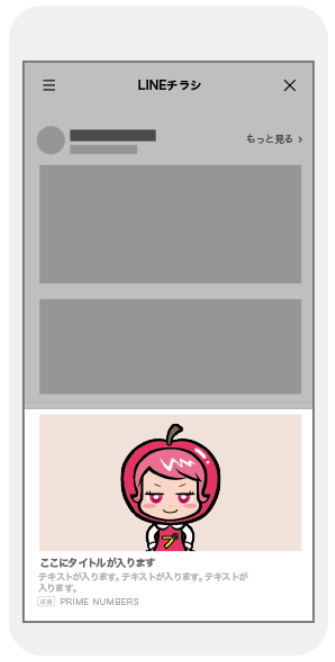 LINEチラシ
もっと見る ›
プ
ここにタイトルが入ります
テキストが入ります。テキストが入ります。テキストが
入ります。
広告 PRIME NUMBERS